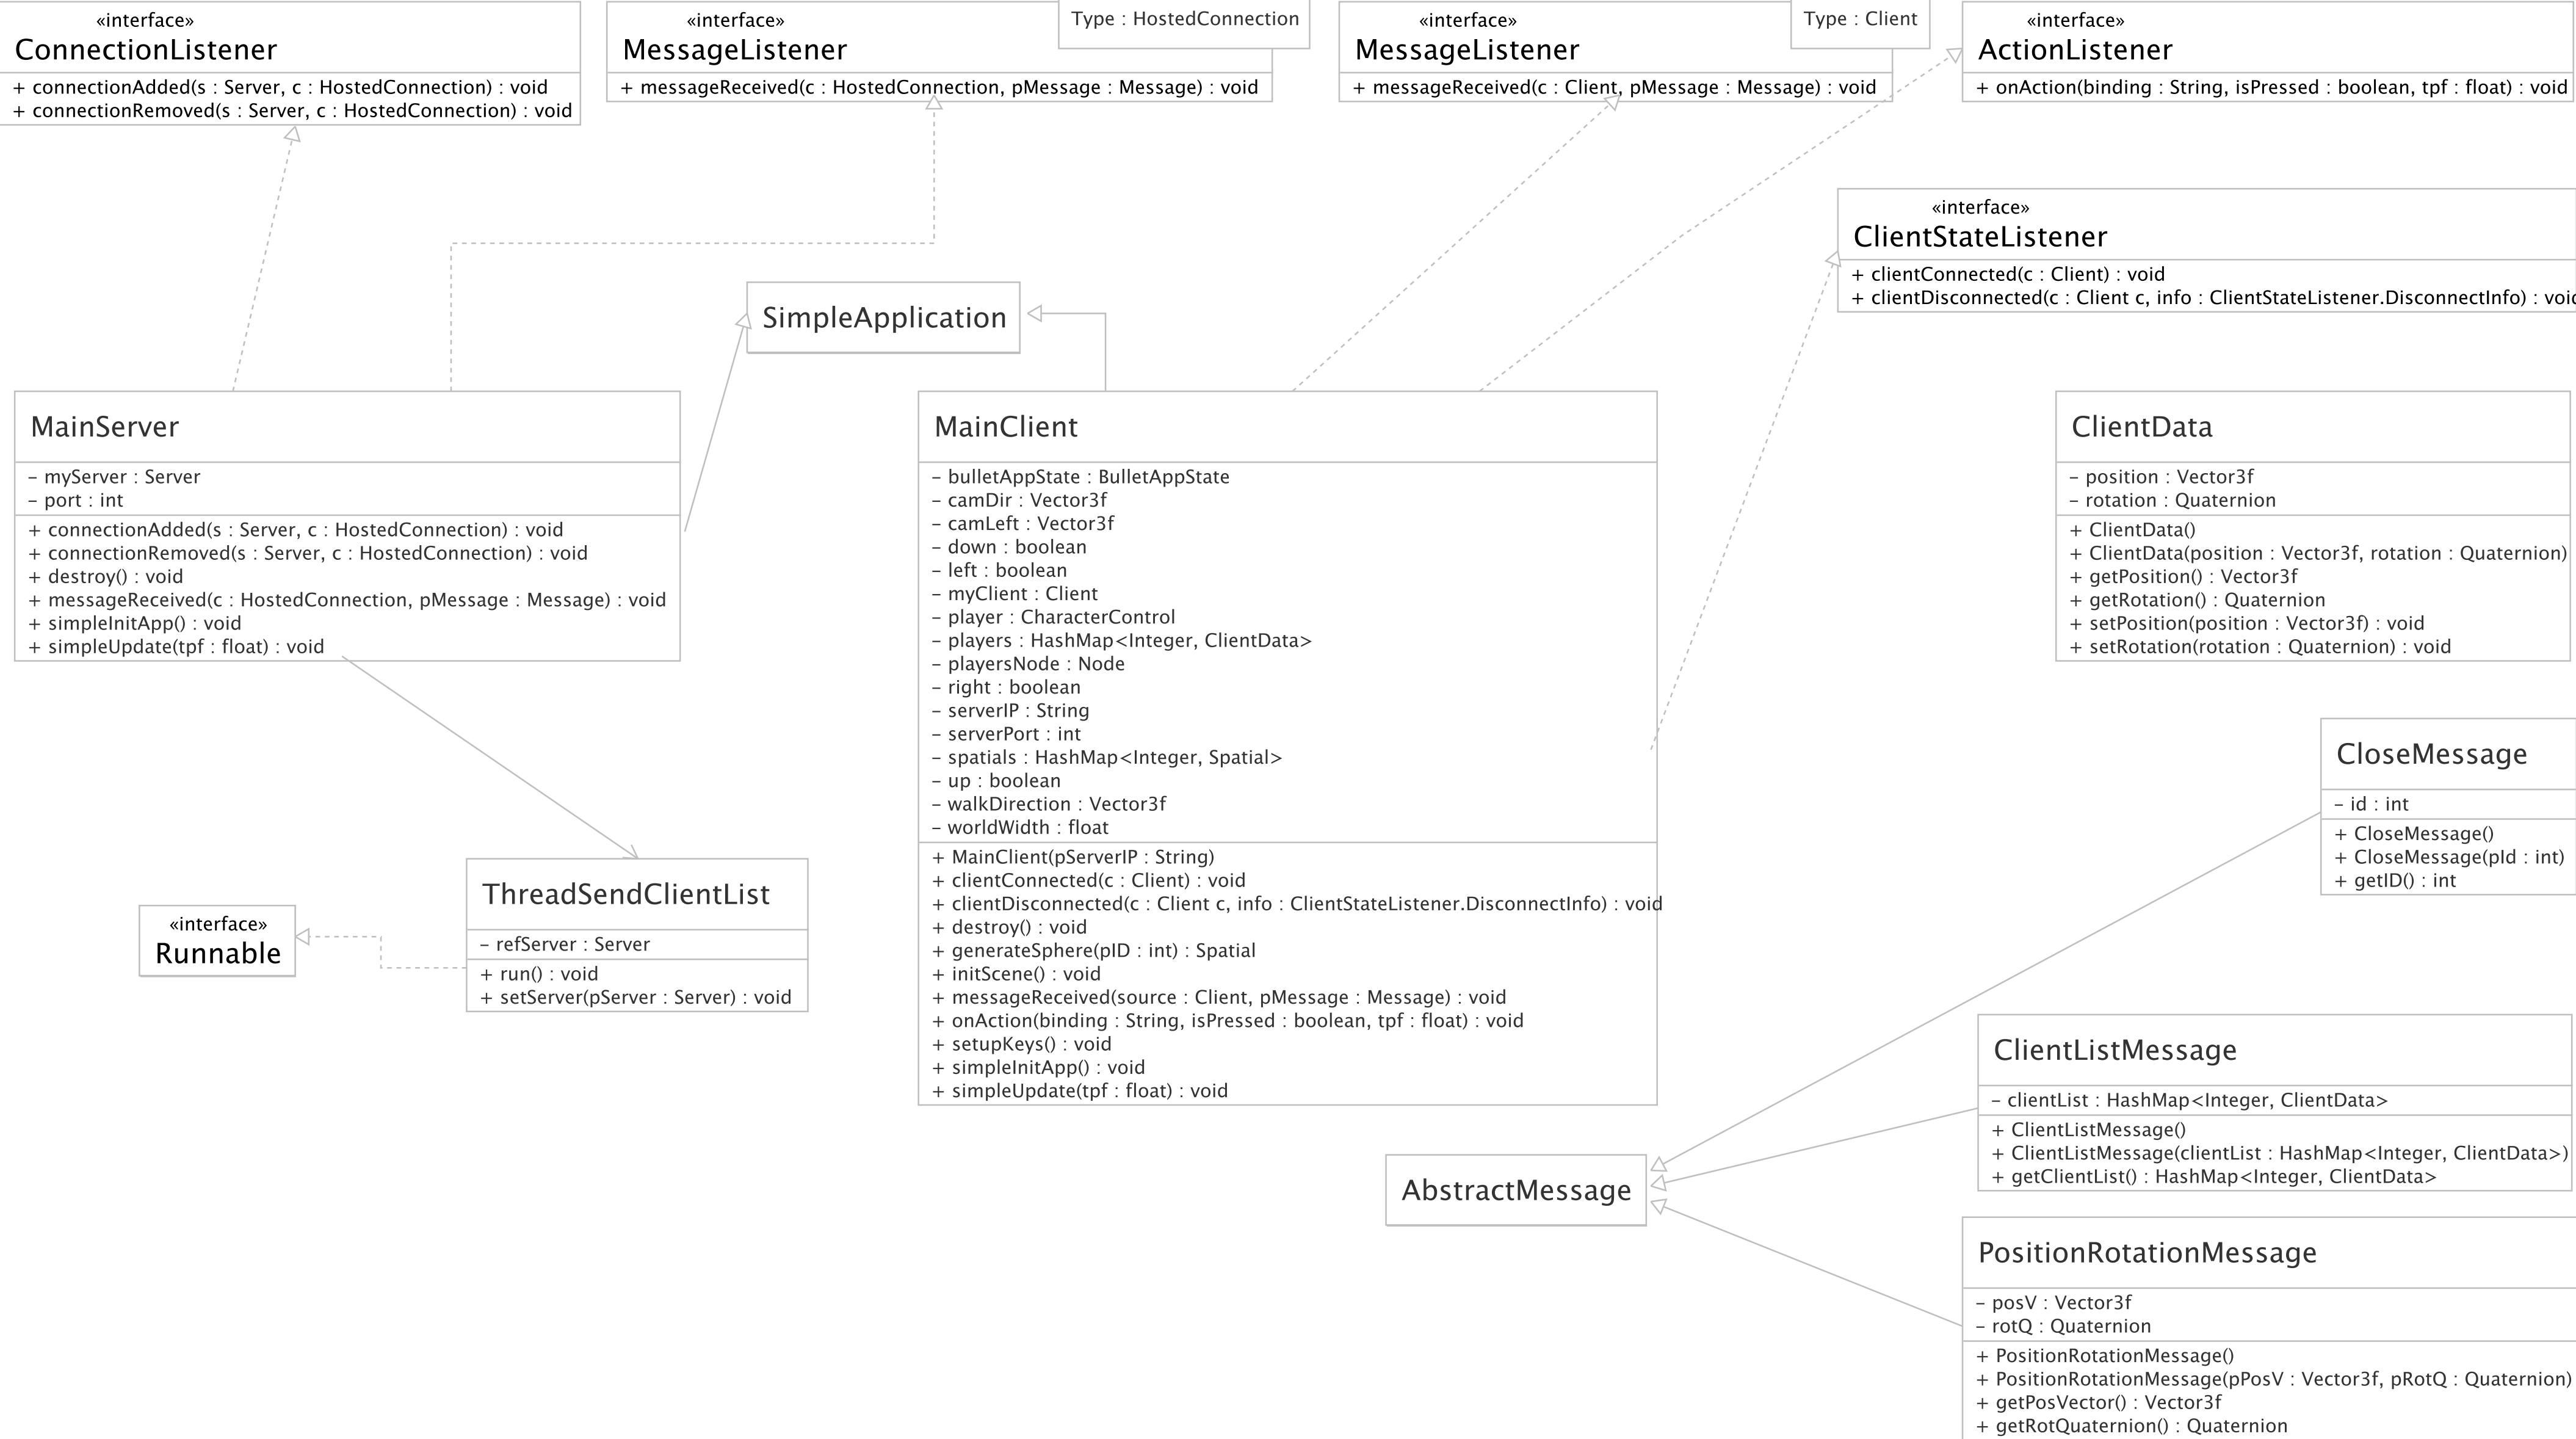 «interface»
ConnectionListener
+ connectionAdded(s : Server, c : HostedConnection) : void
+ connectionRemoved(s : Server, c : HostedConnection) : void
«interface»
MessageListener
Type : HostedConnection
+ messageReceived(c : HostedConnection, pMessage : Message) : void
«interface»
MessageListener
Type : Client
+ messageReceived(c : Client, pMessage : Message) : void
«interface»
ActionListener
+ onAction(binding : String, isPressed : boolean, tpf : float) : void
«interface»
ClientStateListener
+ clientConnected(c : Client) : void
+ clientDisconnected(c : Client c, info : ClientStateListener.DisconnectInfo) : void
SimpleApplication
MainServer
– myServer : Server
– port : int
+ connectionAdded(s : Server, c : HostedConnection) : void
+ connectionRemoved(s : Server, c : HostedConnection) : void
+ destroy() : void
+ messageReceived(c : HostedConnection, pMessage : Message) : void
+ simpleInitApp() : void
+ simpleUpdate(tpf : float) : void
MainClient
– bulletAppState : BulletAppState
– camDir : Vector3f
– camLeft : Vector3f
– down : boolean
– left : boolean
– myClient : Client
– player : CharacterControl
– players : HashMap<Integer, ClientData>
– playersNode : Node
– right : boolean
– serverIP : String
– serverPort : int
– spatials : HashMap<Integer, Spatial>
– up : boolean
– walkDirection : Vector3f
– worldWidth : float
+ MainClient(pServerIP : String)
+ clientConnected(c : Client) : void
+ clientDisconnected(c : Client c, info : ClientStateListener.DisconnectInfo) : void
+ destroy() : void
+ generateSphere(pID : int) : Spatial
+ initScene() : void
+ messageReceived(source : Client, pMessage : Message) : void
+ onAction(binding : String, isPressed : boolean, tpf : float) : void
+ setupKeys() : void
+ simpleInitApp() : void
+ simpleUpdate(tpf : float) : void
ClientData
– position : Vector3f
– rotation : Quaternion
+ ClientData()
+ ClientData(position : Vector3f, rotation : Quaternion)
+ getPosition() : Vector3f
+ getRotation() : Quaternion
+ setPosition(position : Vector3f) : void
+ setRotation(rotation : Quaternion) : void
CloseMessage
– id : int
+ CloseMessage()
+ CloseMessage(pId : int)
+ getID() : int
«interface»
Runnable
ThreadSendClientList
– refServer : Server
+ run() : void
+ setServer(pServer : Server) : void
ClientListMessage
– clientList : HashMap<Integer, ClientData>
+ ClientListMessage()
+ ClientListMessage(clientList : HashMap<Integer, ClientData>)
+ getClientList() : HashMap<Integer, ClientData>
AbstractMessage
PositionRotationMessage
– posV : Vector3f
– rotQ : Quaternion
+ PositionRotationMessage()
+ PositionRotationMessage(pPosV : Vector3f, pRotQ : Quaternion)
+ getPosVector() : Vector3f
+ getRotQuaternion() : Quaternion